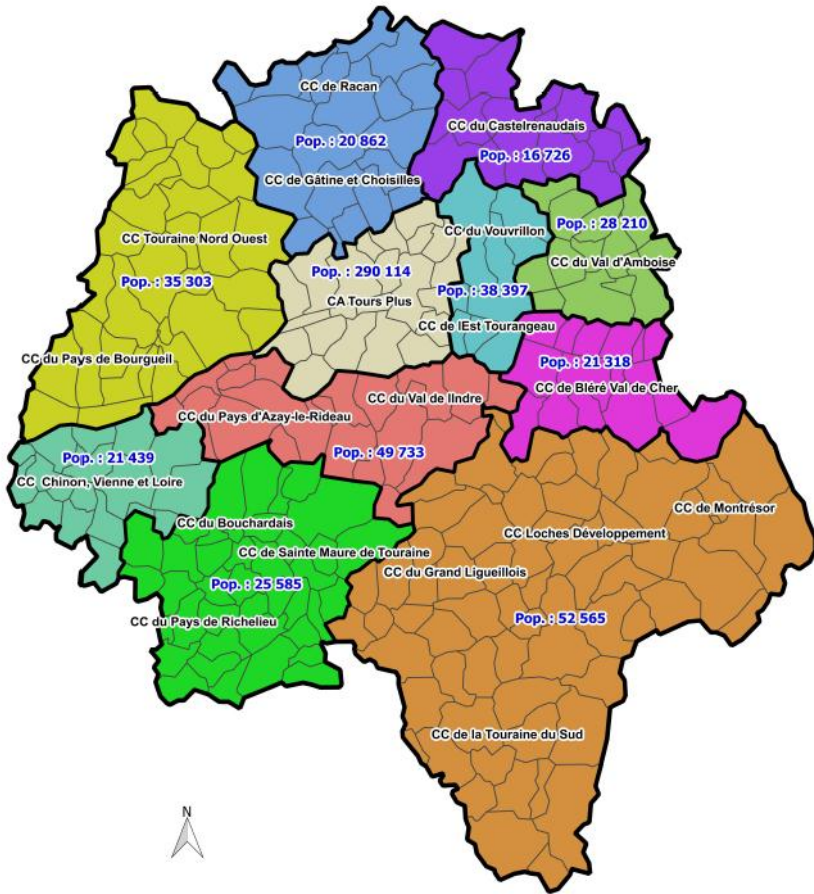 CC de Racan
Pop. : 20 862
CC de Gâtine et Choisilles
CC du Castelrenaudais
Pop. : 16 726
CC Touraine Nord Ouest
Pop. : 35 303
CC du Pays de Bourgueil
Pop. : 290 114
CA Tours Plus
CC du Vouvrillon
Pop. : 38 397
CC de lEst Tourangeau
Pop. : 28 210
CC du Val d'Amboise
Pop. : 21 318
CC de Bléré Val de Cher
CC du Val de lIndre
CC du Pays d'Azay-le-Rideau
Pop. : 49 733
Pop. : 21 439
CC Chinon, Vienne et Loire
CC du Bouchardais
CC de Sainte Maure de Touraine
Pop. : 25 585
CC du Pays de Richelieu
CC de Montrésor
CC Loches Développement
CC du Grand Ligueillois
Pop. : 52 565
CC de la Touraine du Sud
N